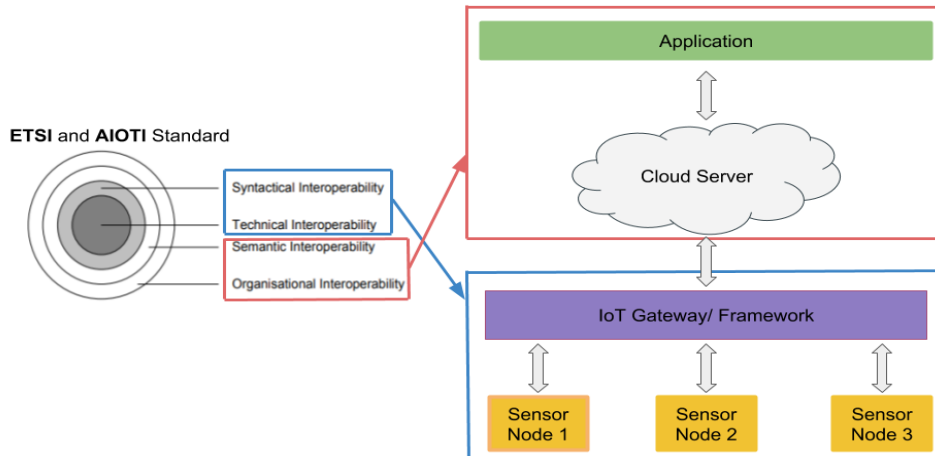 Application
ETSI and AIOTI Standard
Cloud Server
Syntactical Interoperability
Technical Interoperability
Semantic Interoperability
Organisational Interoperability
IoT Gateway/ Framework
Sensor
Node 1
Sensor
Node 2
Sensor
Node 3